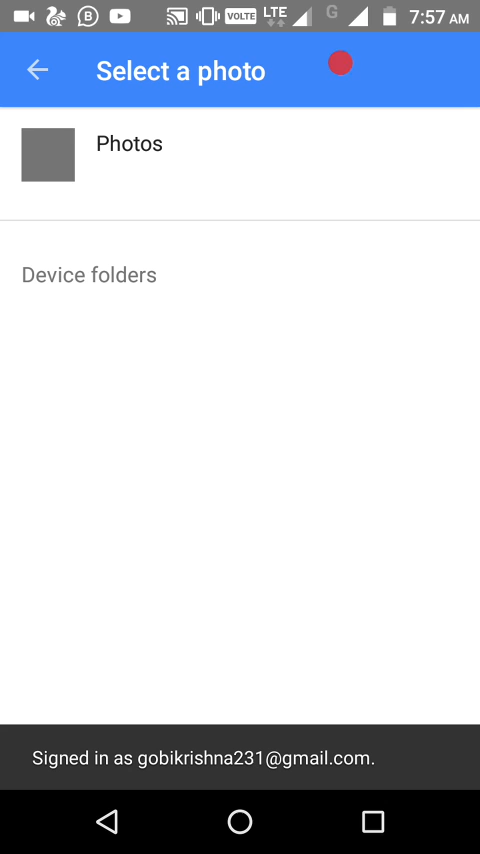 VOLTE LTE G 7:57 AM
Select a photo
Photos
Device folders
Signed in as gobikrishna231@gmail.com.